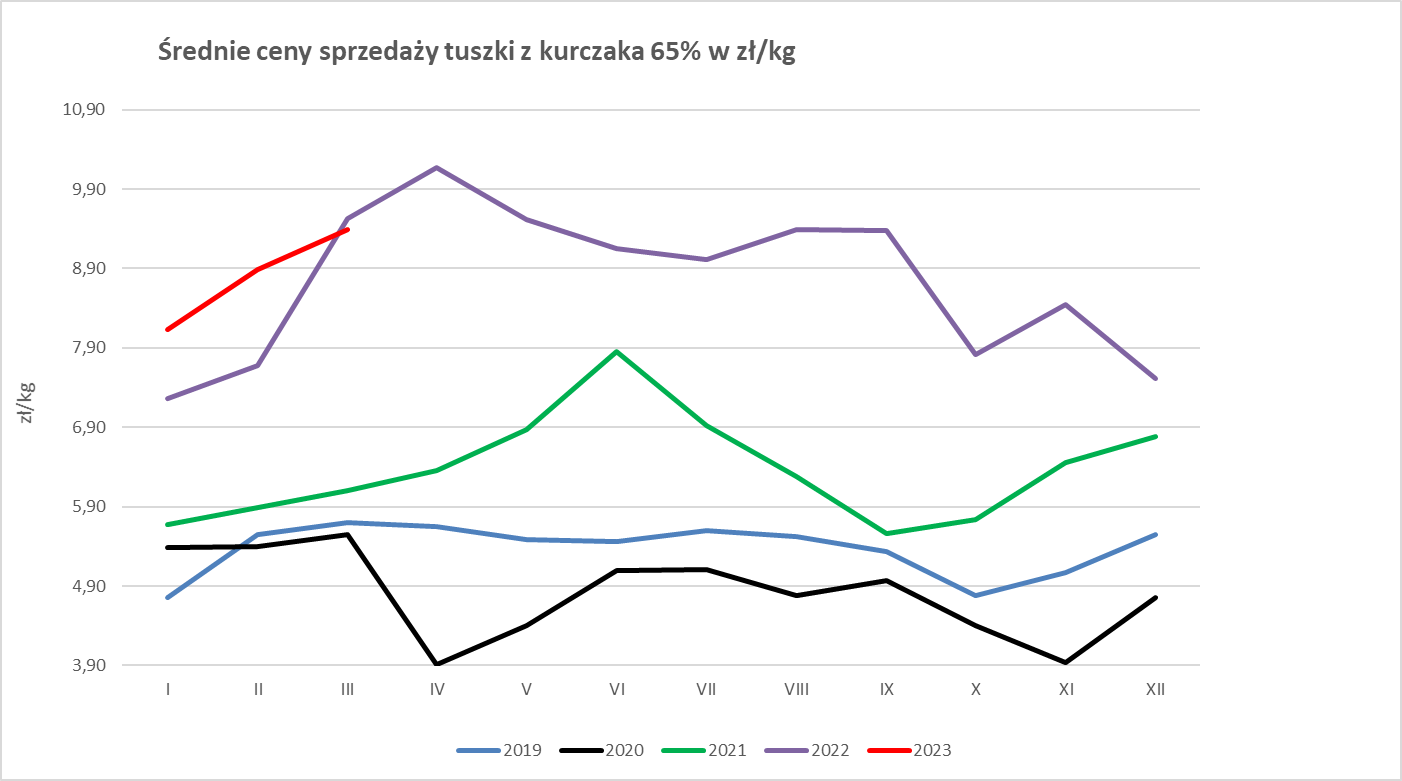 Średnie ceny sprzedaży tuszki z kurczaka 65% w zł/kg
10,90
9,90
8,90
7,90
6,90
5,90
4,90
3,90
zł/kg
I II III IV V VI VII VIII IX X XI XII
2019 2020 2021 2022 2023